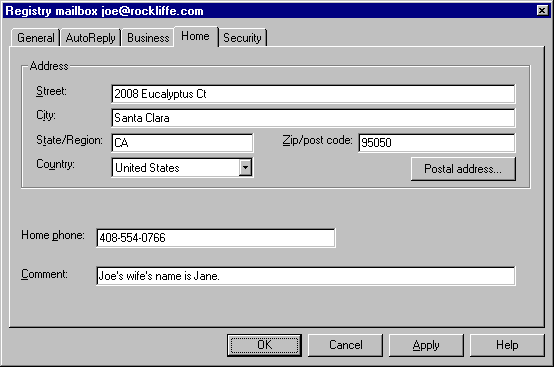 Registry mailbox joe@rockliffe.com
General AutoReply Business Home Security
Address
Street: 2008 Eucalyptus Ct
City: Santa Clara
State/Region: CA Zip/post code: 95050
Country: United States Postal address...
Home phone: 408-554-0766
Comment: Joe's wife's name is Jane.
OK Cancel Apply Help